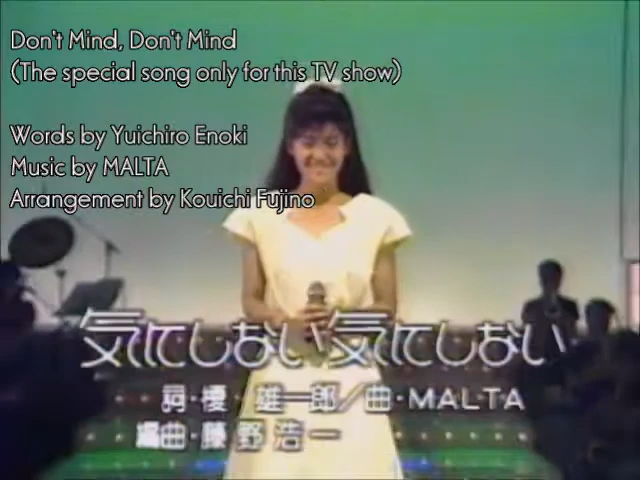 Don't Mind, Don't Mind
(The special song only for this TV show)
Words by Yuichiro Enoki
Music by MALTA
Arrangement by Kouichi Fujino
気にしない気にしない
詞・榎 雄一郎/曲・MALTA
編曲・藤野浩一